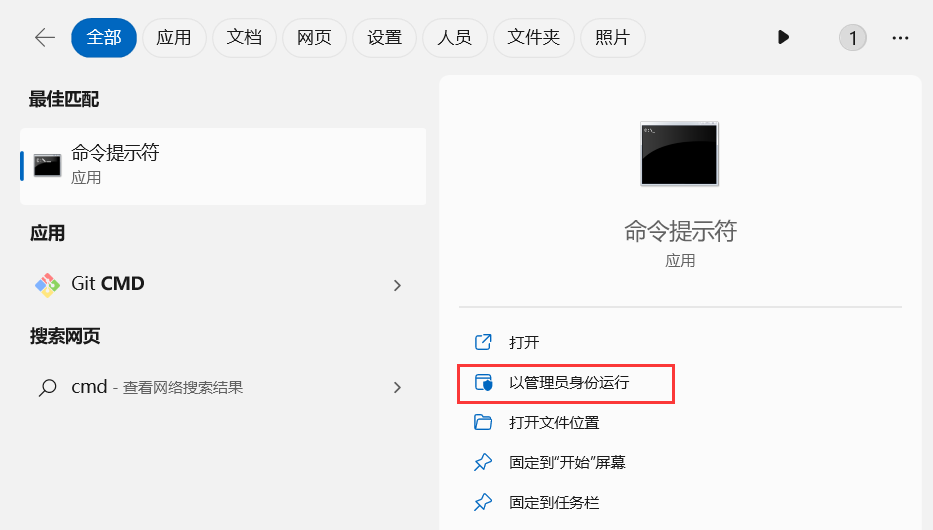 全部 应用 文档 网页 设置 人员 文件夹 照片 1
最佳匹配
命令提示符
应用
应用
Git CMD
搜索网页
cmd - 查看网络搜索结果
命令提示符
应用
打开
以管理员身份运行
打开文件位置
固定到“开始”屏幕
固定到任务栏